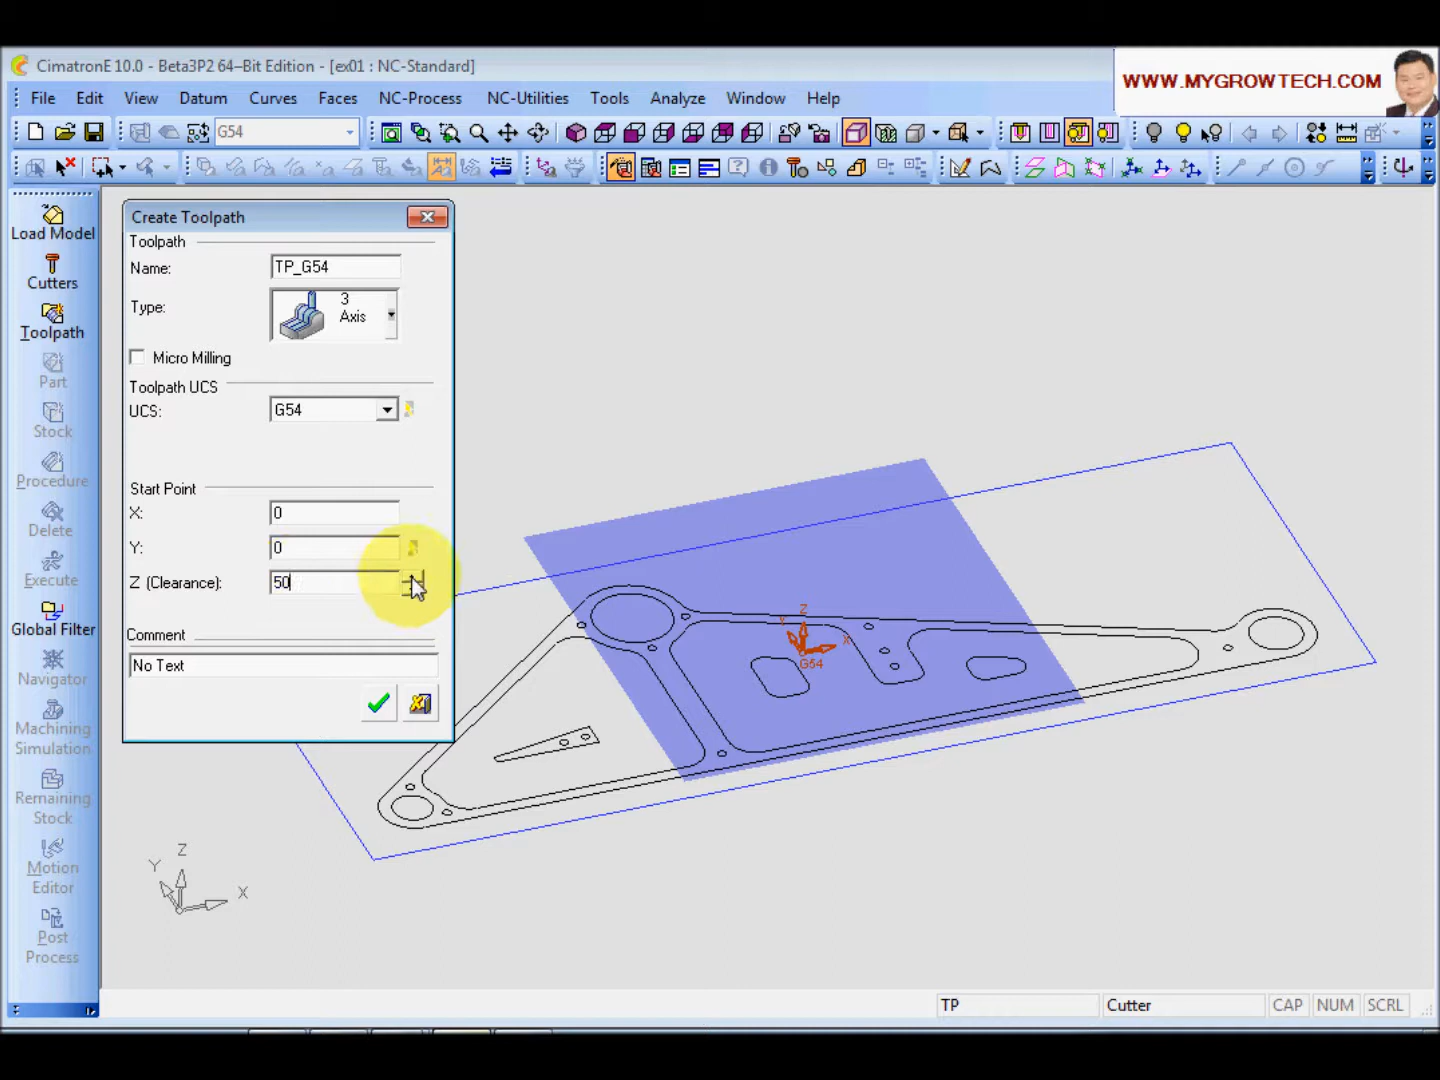 CimatronE 10.0 - Beta3P2 64–Bit Edition - [ex01 : NC-Standard]
WWW.MYGROWTECH.COM
File Edit View Datum Curves Faces NC-Process NC-Utilities Tools Analyze Window Help
G54
Load Model
Cutters
Toolpath
Part
Stock
Procedure
Delete
Execute
Global Filter
Navigator
Machining
Simulation
Remaining
Stock
Motion
Editor
Post
Process
Create Toolpath
Toolpath
Name: TP_G54
Type: 3
Axis
Micro Milling
Toolpath UCS
UCS: G54
Start Point
X: 0
Y: 0
Z (Clearance): 50
Comment
No Text
Z
Y
X
G54
Z
Y
X
TP Cutter CAP NUM SCRL